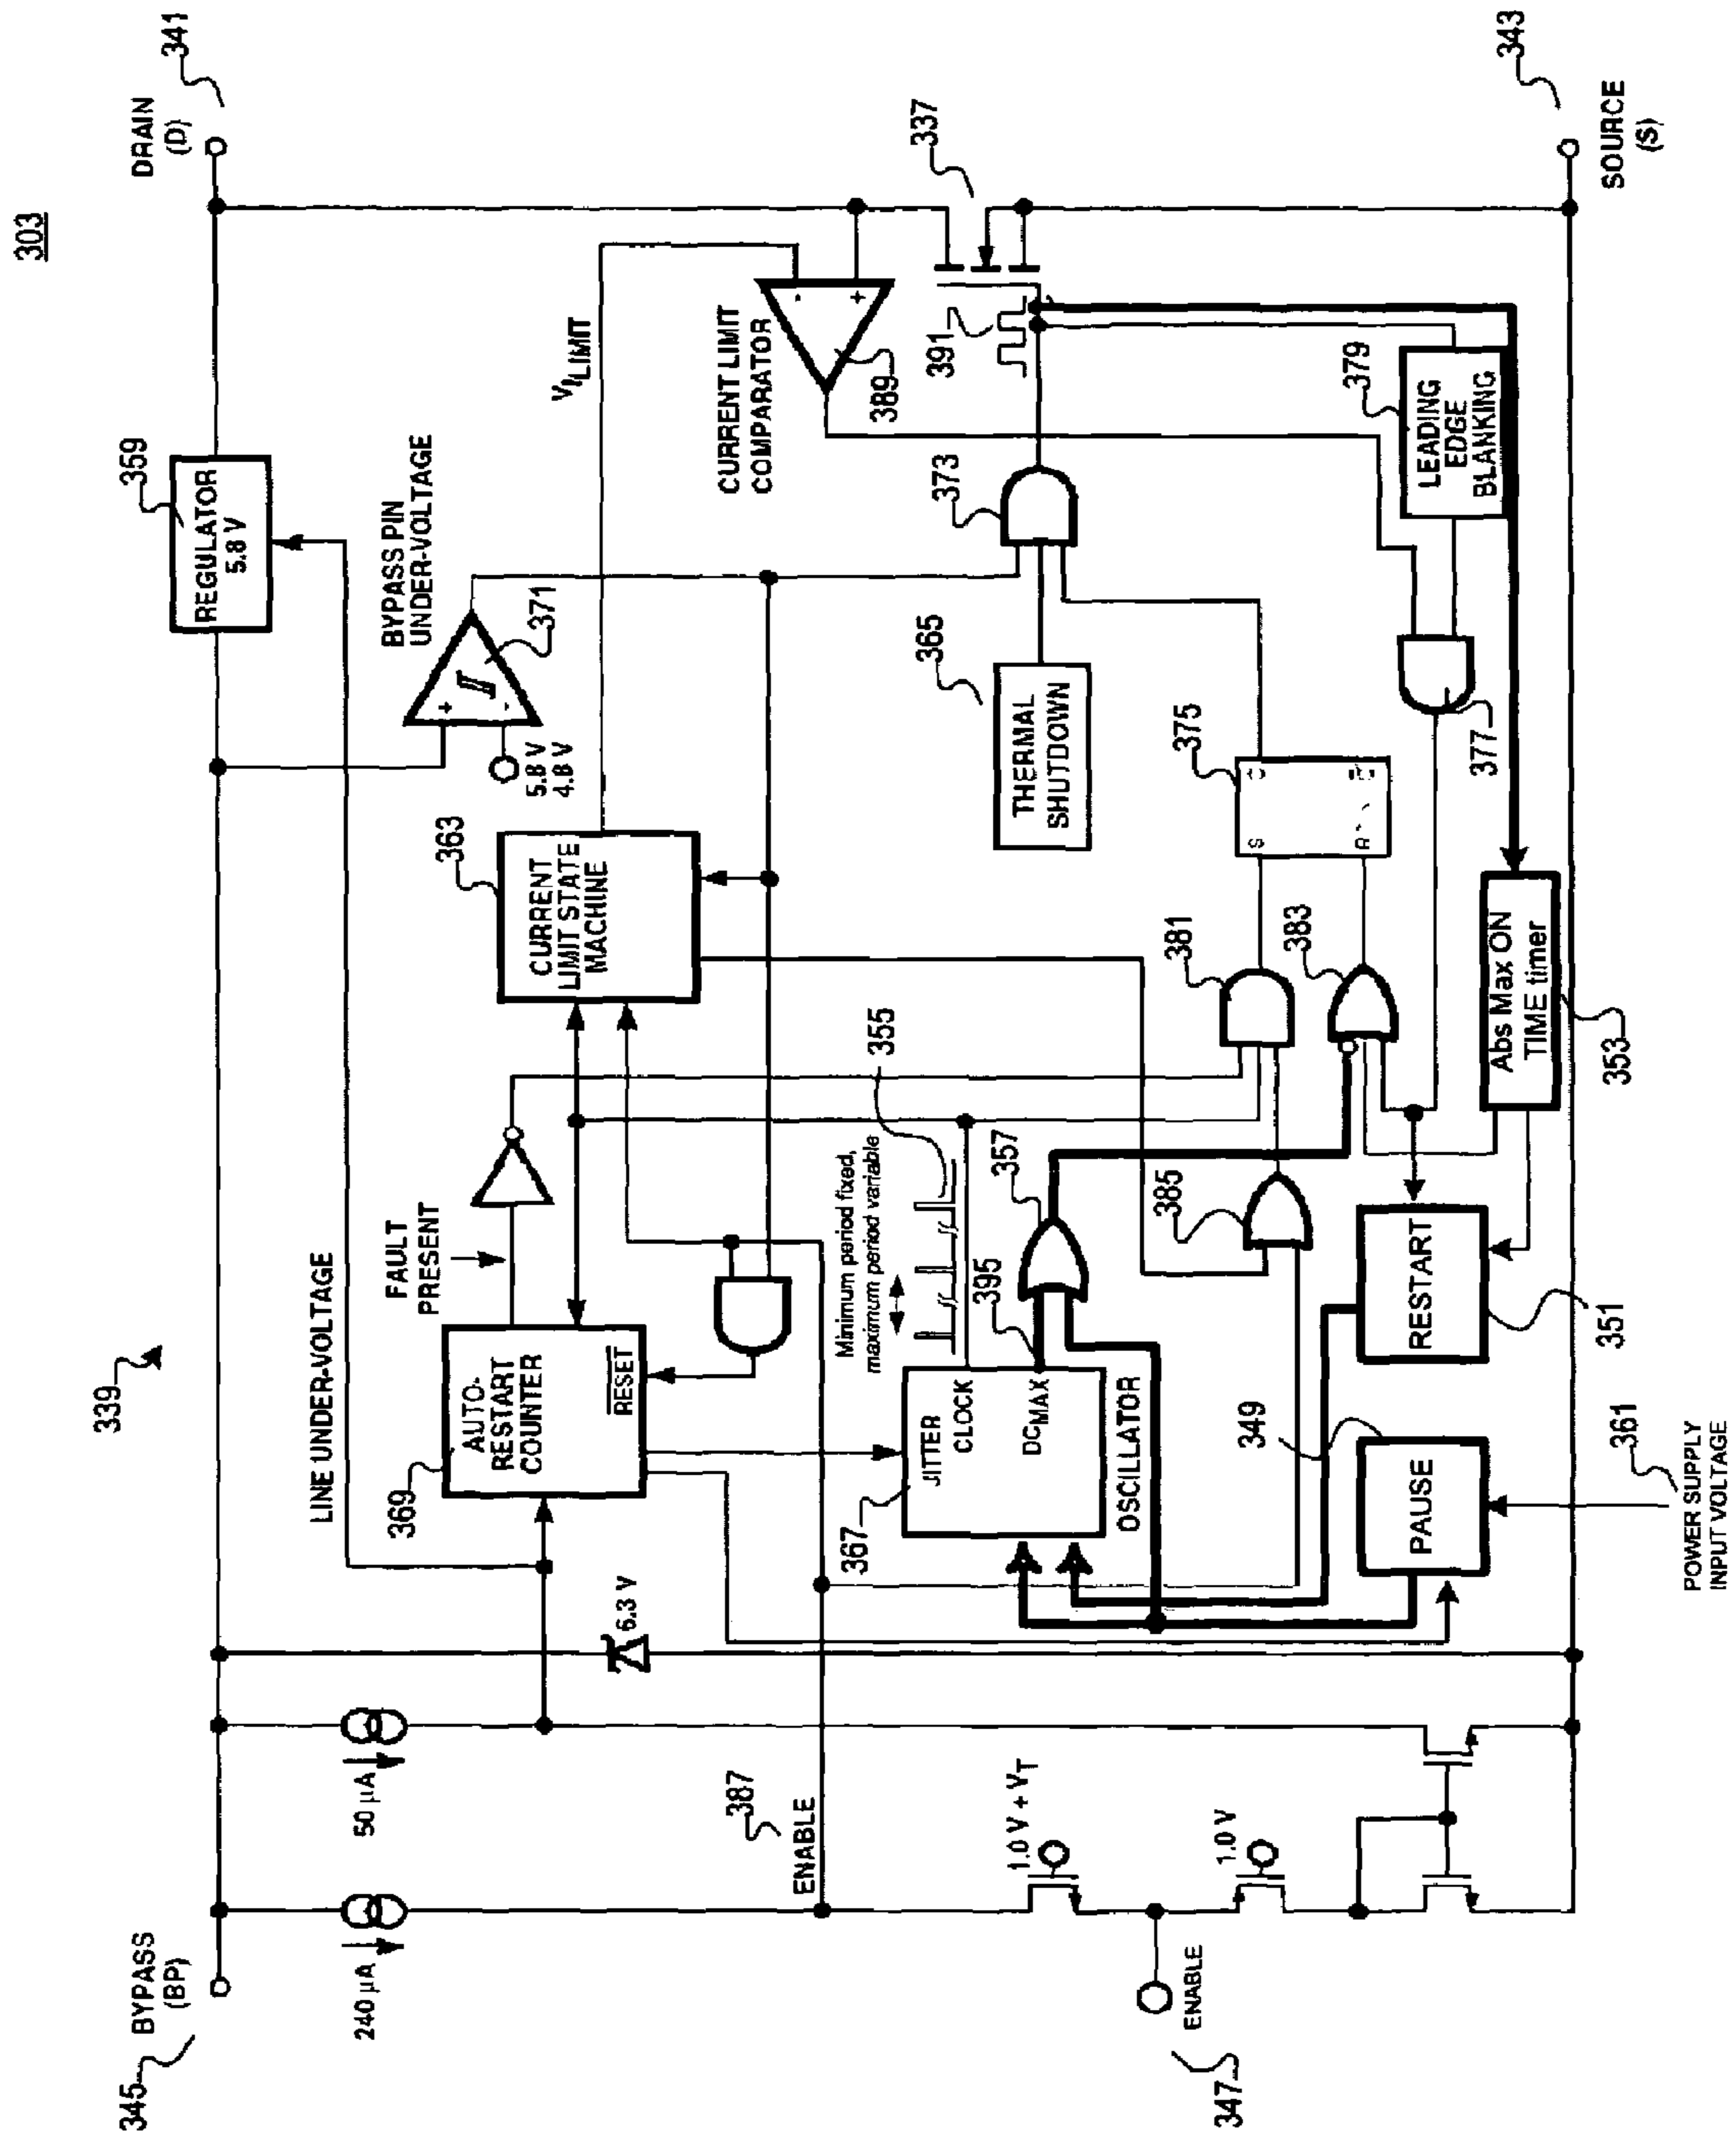 303
339
345
BYPASS
(BP)
DRAIN
(D)
341
359
REGULATOR
5.8 V
LINE UNDER-VOLTAGE
BYPASS PIN
UNDER-VOLTAGE
371
+
-
5.8 V
4.8 V
240 µA
50 µA
6.3 V
387
ENABLE
369
AUTO-
RESTART
COUNTER
RESET
FAULT
PRESENT
363
CURRENT
LIMIT STATE
MACHINE
VILIMIT
CURRENT LIMIT
COMPARATOR
-
+
389
337
391
373
365
THERMAL
SHUTDOWN
Minimum period fixed,
maximum period variable
355
367
JITTER
CLOCK
DCMAX
OSCILLATOR
395
357
385
381
383
375
S
R
377
379
LEADING
EDGE
BLANKING
Abs Max ON
TIME timer
353
RESTART
351
349
PAUSE
361
POWER SUPPLY
INPUT VOLTAGE
1.0 V + VT
1.0 V
ENABLE
347
SOURCE
(S)
343